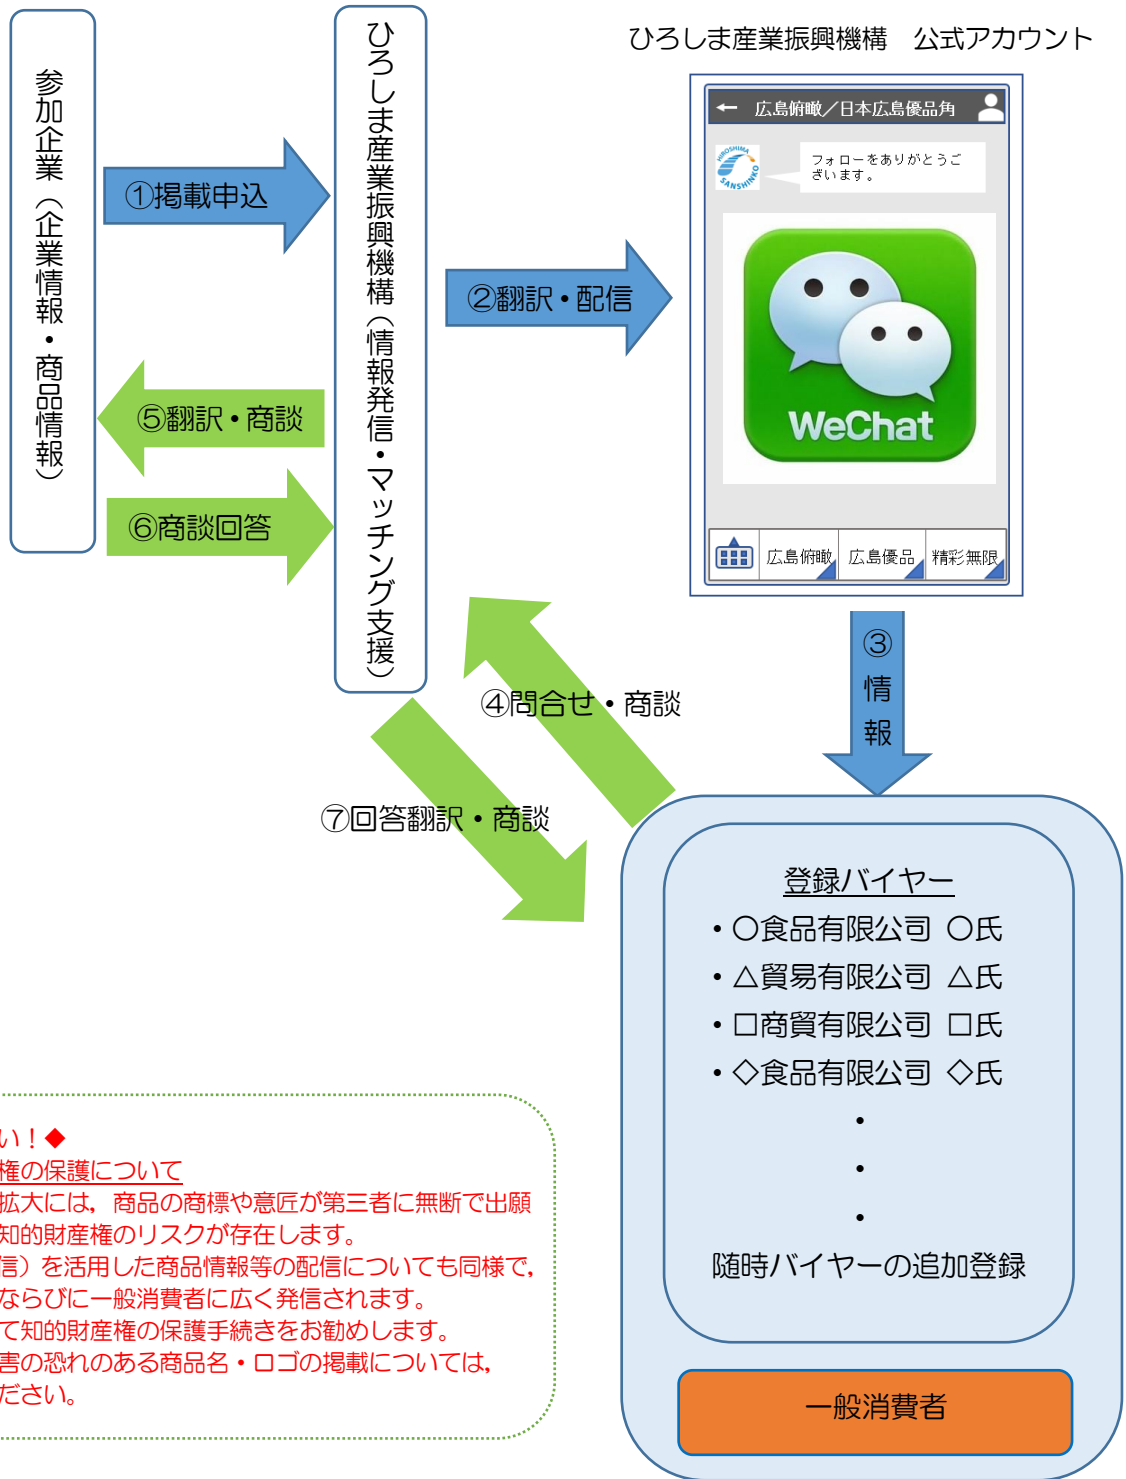 参加企業（企業情報・商品情報）
①掲載申込
ひろしま産業振興機構（情報発信・マッチング支援）
②翻訳・配信
⑤翻訳・商談
⑥商談回答
ひろしま産業振興機構　公式アカウント
← 広島俯瞰／日本広島優品角
HIROSHIMA
SANSHINKO
フォローをありがとうご
ざいます。
WeChat
広島俯瞰
広島優品
精彩無限
③情報
④問合せ・商談
⑦回答翻訳・商談
登録バイヤー
・〇食品有限公司 〇氏
・△貿易有限公司 △氏
・□商貿有限公司 □氏
・◇食品有限公司 ◇氏
・
・
・
随時バイヤーの追加登録
一般消費者
い！◆
権の保護について
拡大には，商品の商標や意匠が第三者に無断で出願
知的財産権のリスクが存在します。
信）を活用した商品情報等の配信についても同様で，
ならびに一般消費者に広く発信されます。
て知的財産権の保護手続きをお勧めします。
害の恐れのある商品名・ロゴの掲載については，
ださい。